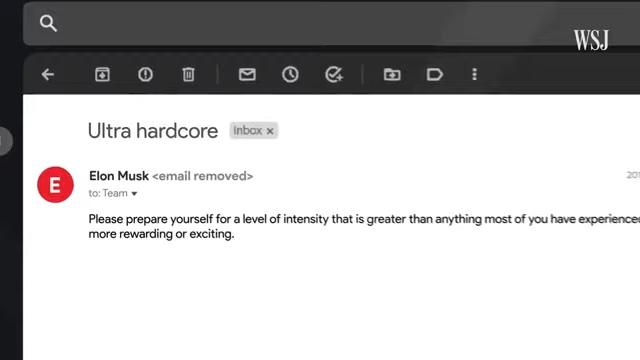 WSJ
Ultra hardcore
Inbox ×
E
Elon Musk <email removed>
201
to: Team
Please prepare yourself for a level of intensity that is greater than anything most of you have experienced
more rewarding or exciting.